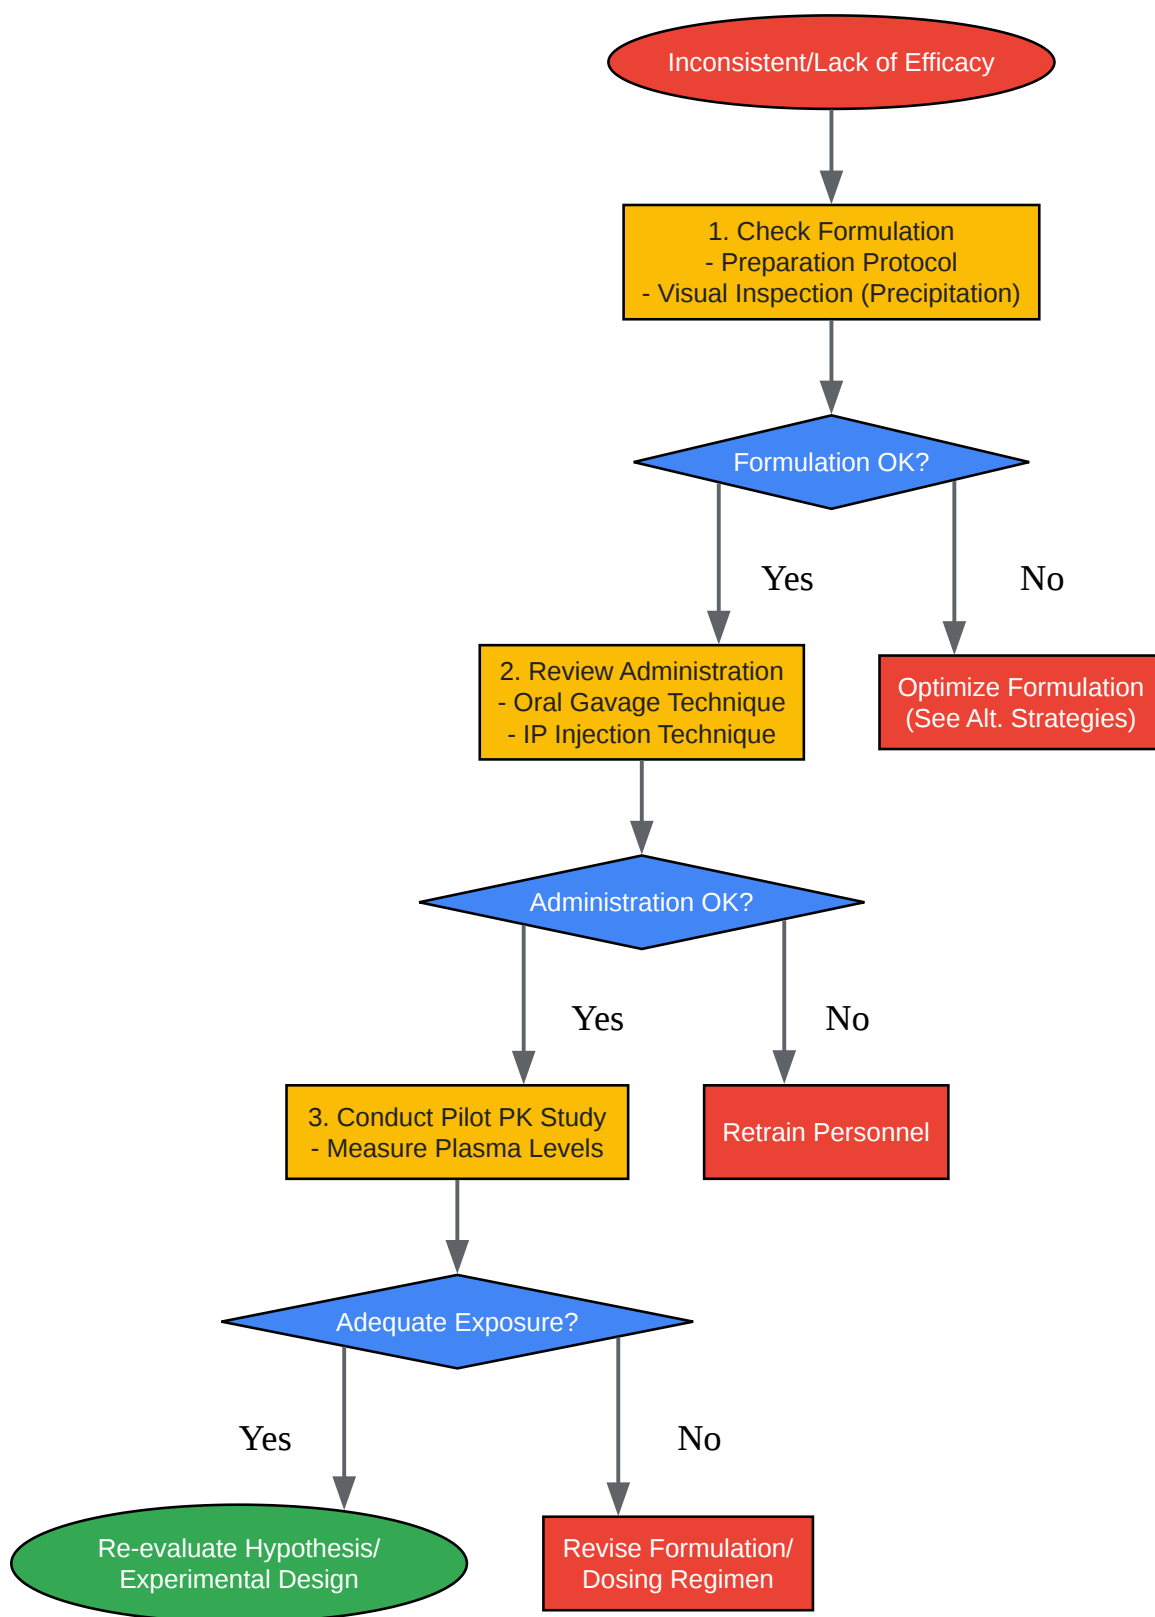 Inconsistent/Lack of Efficacy
1. Check Formulation
- Preparation Protocol
- Visual Inspection (Precipitation)
Formulation OK?
Yes
No
2. Review Administration
- Oral Gavage Technique
- IP Injection Technique
Optimize Formulation
(See Alt. Strategies)
Administration OK?
Yes
No
3. Conduct Pilot PK Study
- Measure Plasma Levels
Retrain Personnel
Adequate Exposure?
Yes
No
Re-evaluate Hypothesis/
Experimental Design
Revise Formulation/
Dosing Regimen